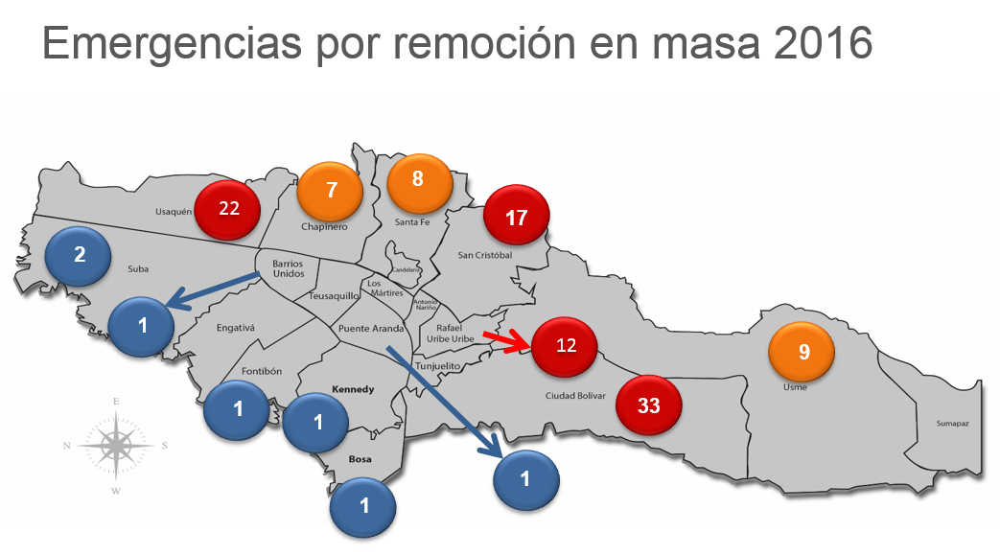 Emergencias por remoción en masa 2016
8
7
22
17
Usaquén
Chapinero
Santa Fe
San Cristóbal
2
Suba
Barrios
Unidos
Candelaria
Teusaquillo
Los
Mártires
Antonio
Nariño
1
Engativá
Puente Aranda
Rafael
Uribe Uribe
12
9
Fontibón
Tunjuelito
Kennedy
Ciudad Bolívar
33
Usme
1
1
Sumapaz
E
N
S
W
Bosa
1
1